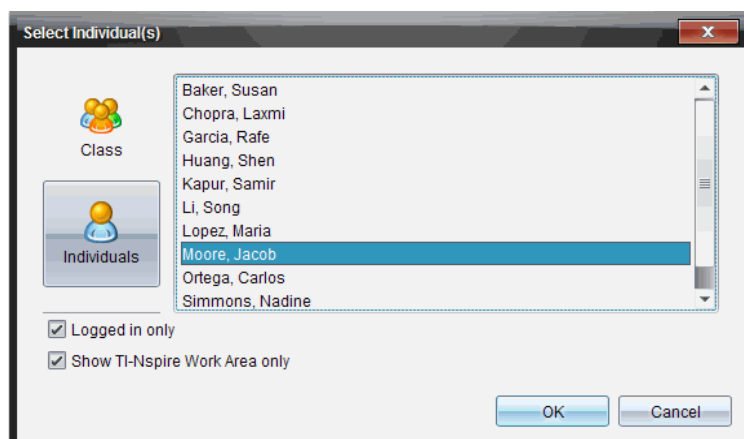 Select Individual(s)
Class
Individuals
Baker, Susan
Chopra, Laxmi
Garcia, Rafe
Huang, Shen
Kapur, Samir
Li, Song
Lopez, Maria
Moore, Jacob
Ortega, Carlos
Simmons, Nadine
Logged in only
Show TI-Nspire Work Area only
OK
Cancel